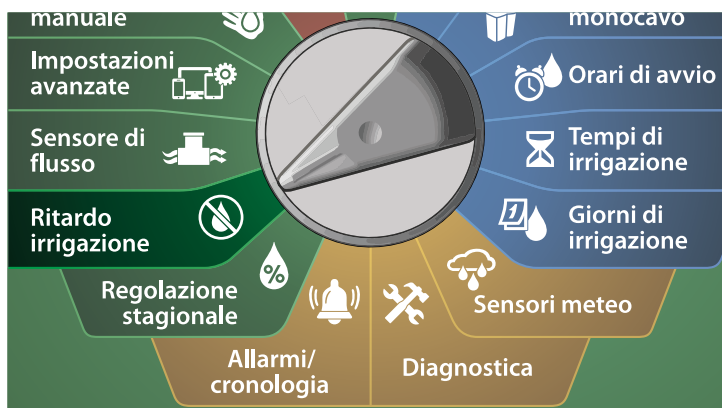 manuale
monocavo
Impostazioni
avanzate
Orari di avvio
Sensore di
flusso
Tempi di
irrigazione
Ritardo
irrigazione
1
Giorni di
irrigazione
%
Regolazione
stagionale
Sensori meteo
Allarmi/
cronologia
Diagnostica